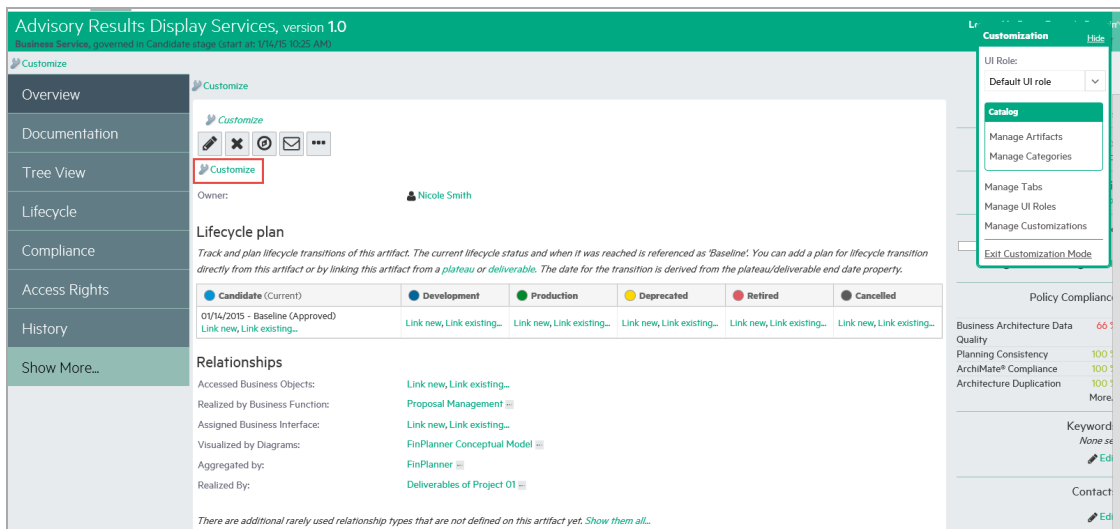 Advisory Results Display Services, version 1.0
Business Service, governed in Candidate stage (start at: 1/14/15 10:25 AM)
Customize
Overview
Documentation
Tree View
Lifecycle
Compliance
Access Rights
History
Show More...
Customize
Customize
Customize
Owner: Nicole Smith
Lifecycle plan
Track and plan lifecycle transitions of this artifact. The current lifecycle status and when it was reached is referenced as 'Baseline'. You can add a plan for lifecycle transition
directly from this artifact or by linking this artifact from a plateau or deliverable. The date for the transition is derived from the plateau/deliverable end date property.
Candidate (Current) Development Production Deprecated Retired Cancelled
01/14/2015 - Baseline (Approved)
Link new, Link existing... Link new, Link existing... Link new, Link existing... Link new, Link existing... Link new, Link existing... Link new, Link existing...
Relationships
Accessed Business Objects: Link new, Link existing...
Realized by Business Function: Proposal Management
Assigned Business Interface: Link new, Link existing...
Visualized by Diagrams: FinPlanner Conceptual Model
Aggregated by: FinPlanner
Realized By: Deliverables of Project 01
There are additional rarely used relationship types that are not defined on this artifact yet. Show them all...
Customization Hide
UI Role:
Default UI role
Catalog
Manage Artifacts
Manage Categories
Manage Tabs
Manage UI Roles
Manage Customizations
Exit Customization Mode
Policy Compliance
Business Architecture Data Quality 66 %
Planning Consistency 100 %
ArchiMate® Compliance 100 %
Architecture Duplication 100 %
More.
Keyword
None se
Edi
Contact
Edi